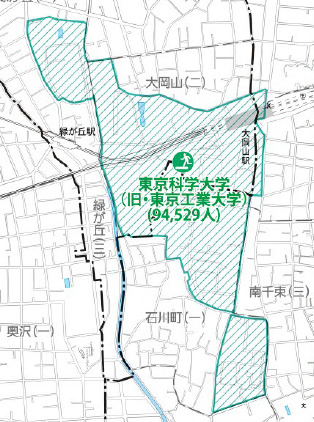 大岡山(二)
緑が丘駅
大岡山駅
東京科学大学
(旧・東京工業大学)
(94,529人)
緑が丘(三)
南千束(三)
石川町(一)
奥沢(一)